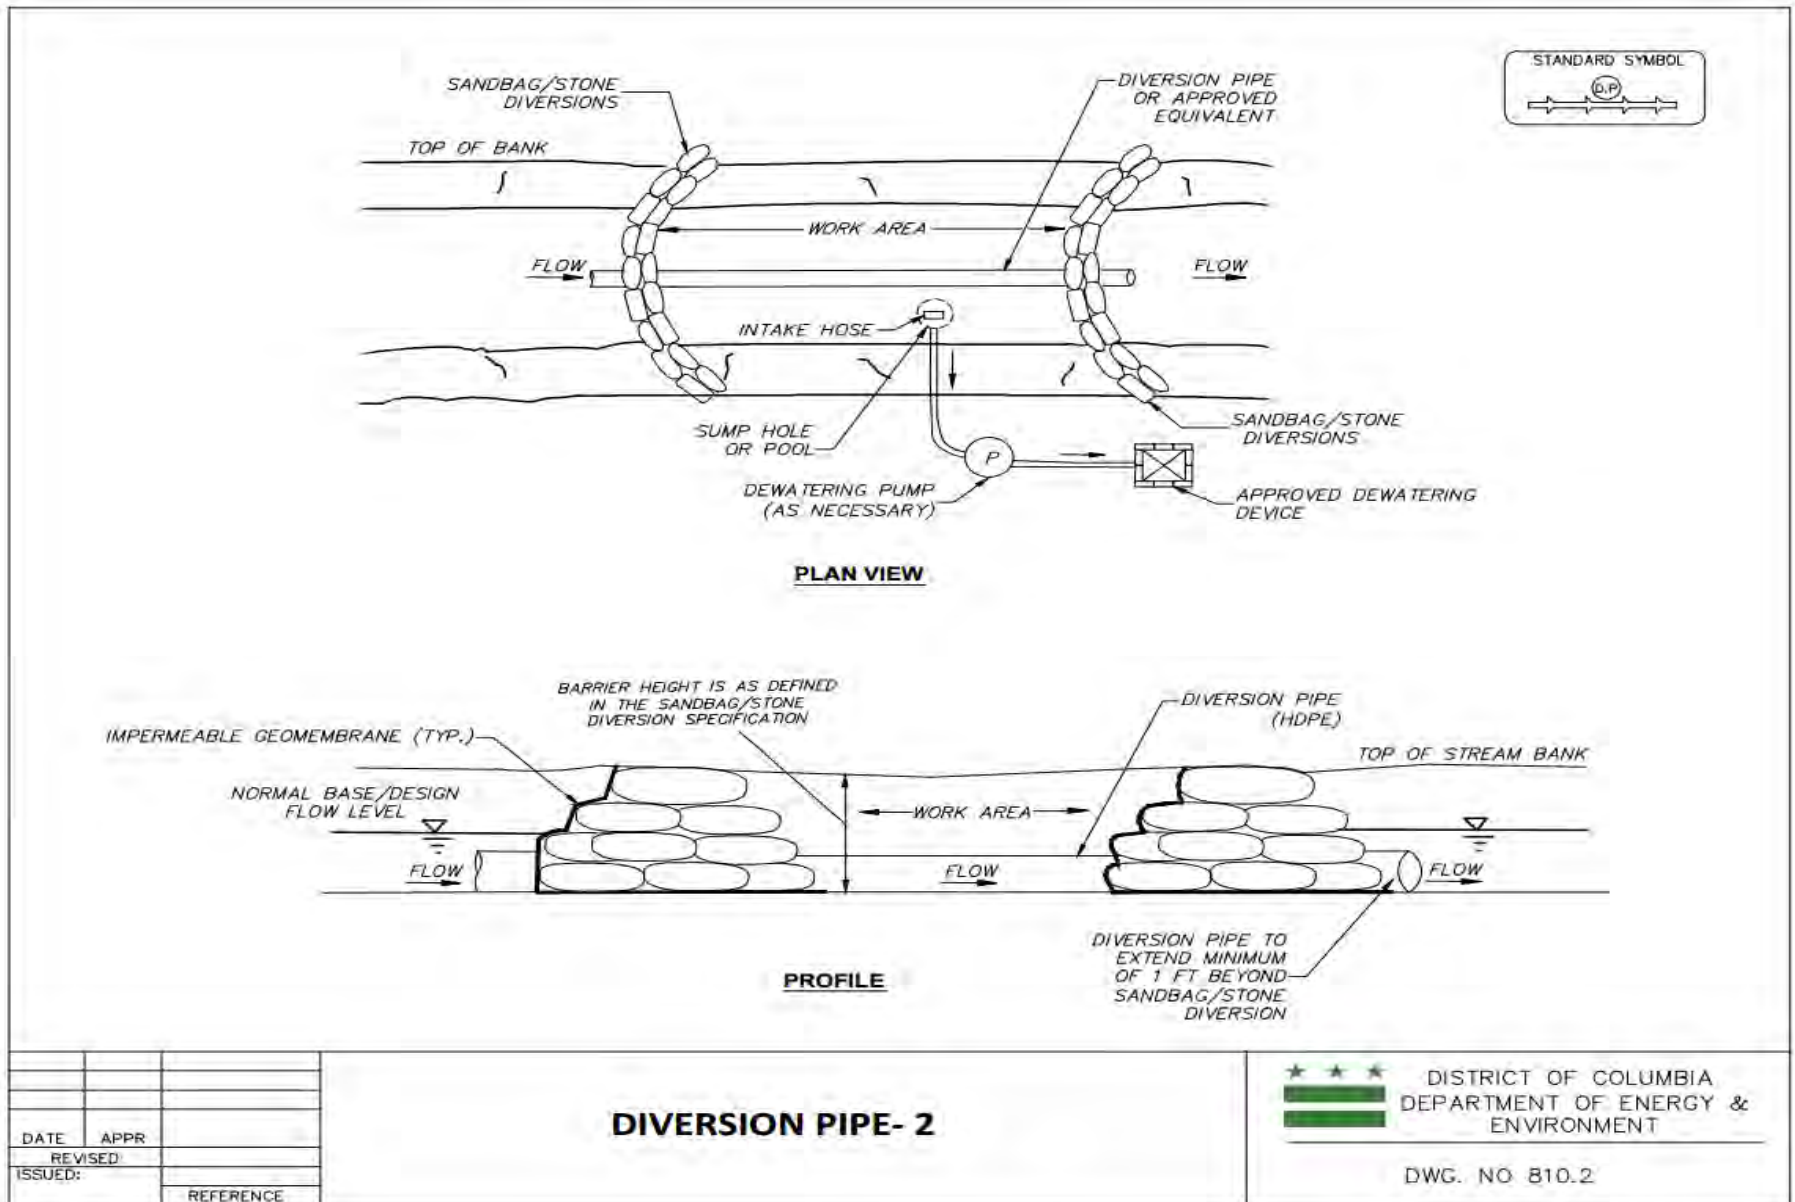 STANDARD SYMBOL
D.P
SANDBAG/STONE
DIVERSIONS
DIVERSION PIPE
OR APPROVED
EQUIVALENT
TOP OF BANK
WORK AREA
FLOW
FLOW
INTAKE HOSE
SUMP HOLE
OR POOL
SANDBAG/STONE
DIVERSIONS
P
DEWATERING PUMP
(AS NECESSARY)
APPROVED DEWATERING
DEVICE
PLAN VIEW
BARRIER HEIGHT IS AS DEFINED
IN THE SANDBAG/STONE
DIVERSION SPECIFICATION
DIVERSION PIPE
(HDPE)
IMPERMEABLE GEOMEMBRANE (TYP.)
TOP OF STREAM BANK
NORMAL BASE/DESIGN
FLOW LEVEL
WORK AREA
FLOW
FLOW
FLOW
DIVERSION PIPE TO
EXTEND MINIMUM
OF 1 FT BEYOND
SANDBAG/STONE
DIVERSION
PROFILE
DATE APPR
REVISED
ISSUED:
REFERENCE
DIVERSION PIPE- 2
DISTRICT OF COLUMBIA
DEPARTMENT OF ENERGY &
ENVIRONMENT
DWG. NO 810.2